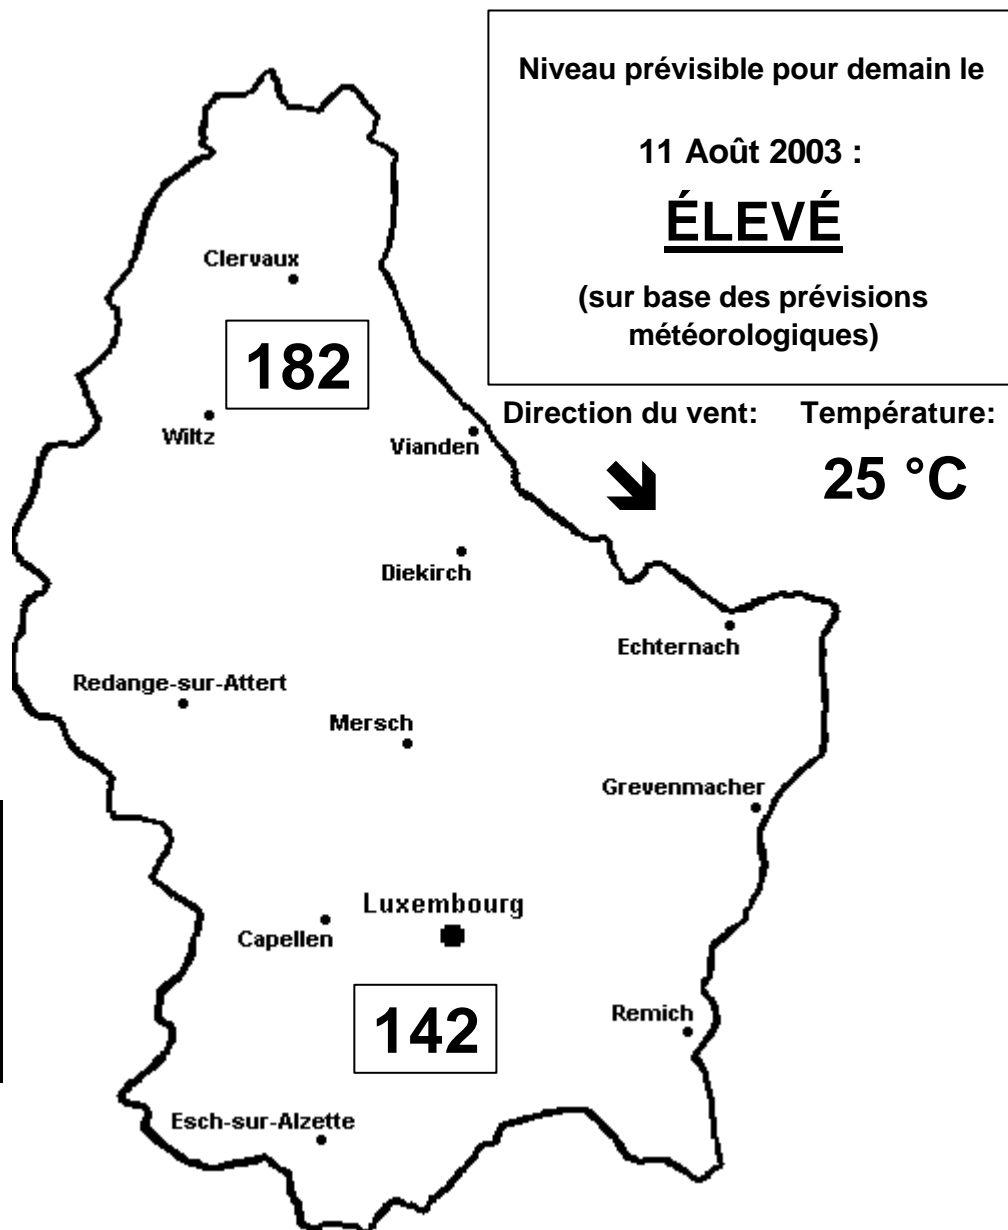 Niveau prévisible pour demain le
11 Août 2003 :
ÉLEVÉ
(sur base des prévisions
météorologiques)
Clervaux
182
Direction du vent:
Température:
Wiltz
Vianden
25 °C
Diekirch
Echternach
Redange-sur-Attert
Mersch
Grevenmacher
Luxembourg
Capellen
142
Remich
Esch-sur-Alzette